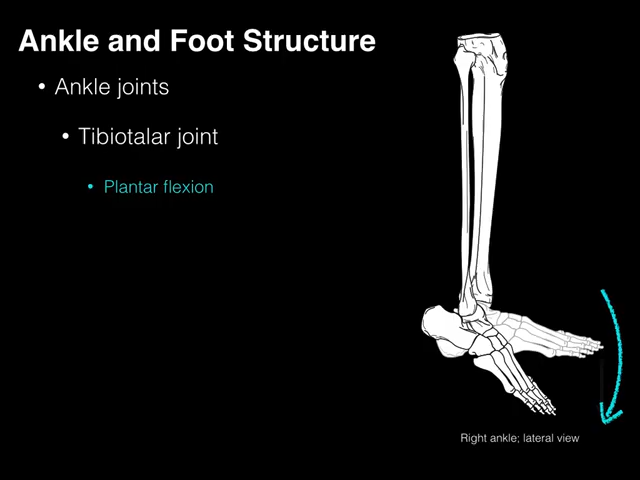 Ankle and Foot Structure
• Ankle joints
• Tibiotalar joint
• Plantar flexion
Right ankle; lateral view